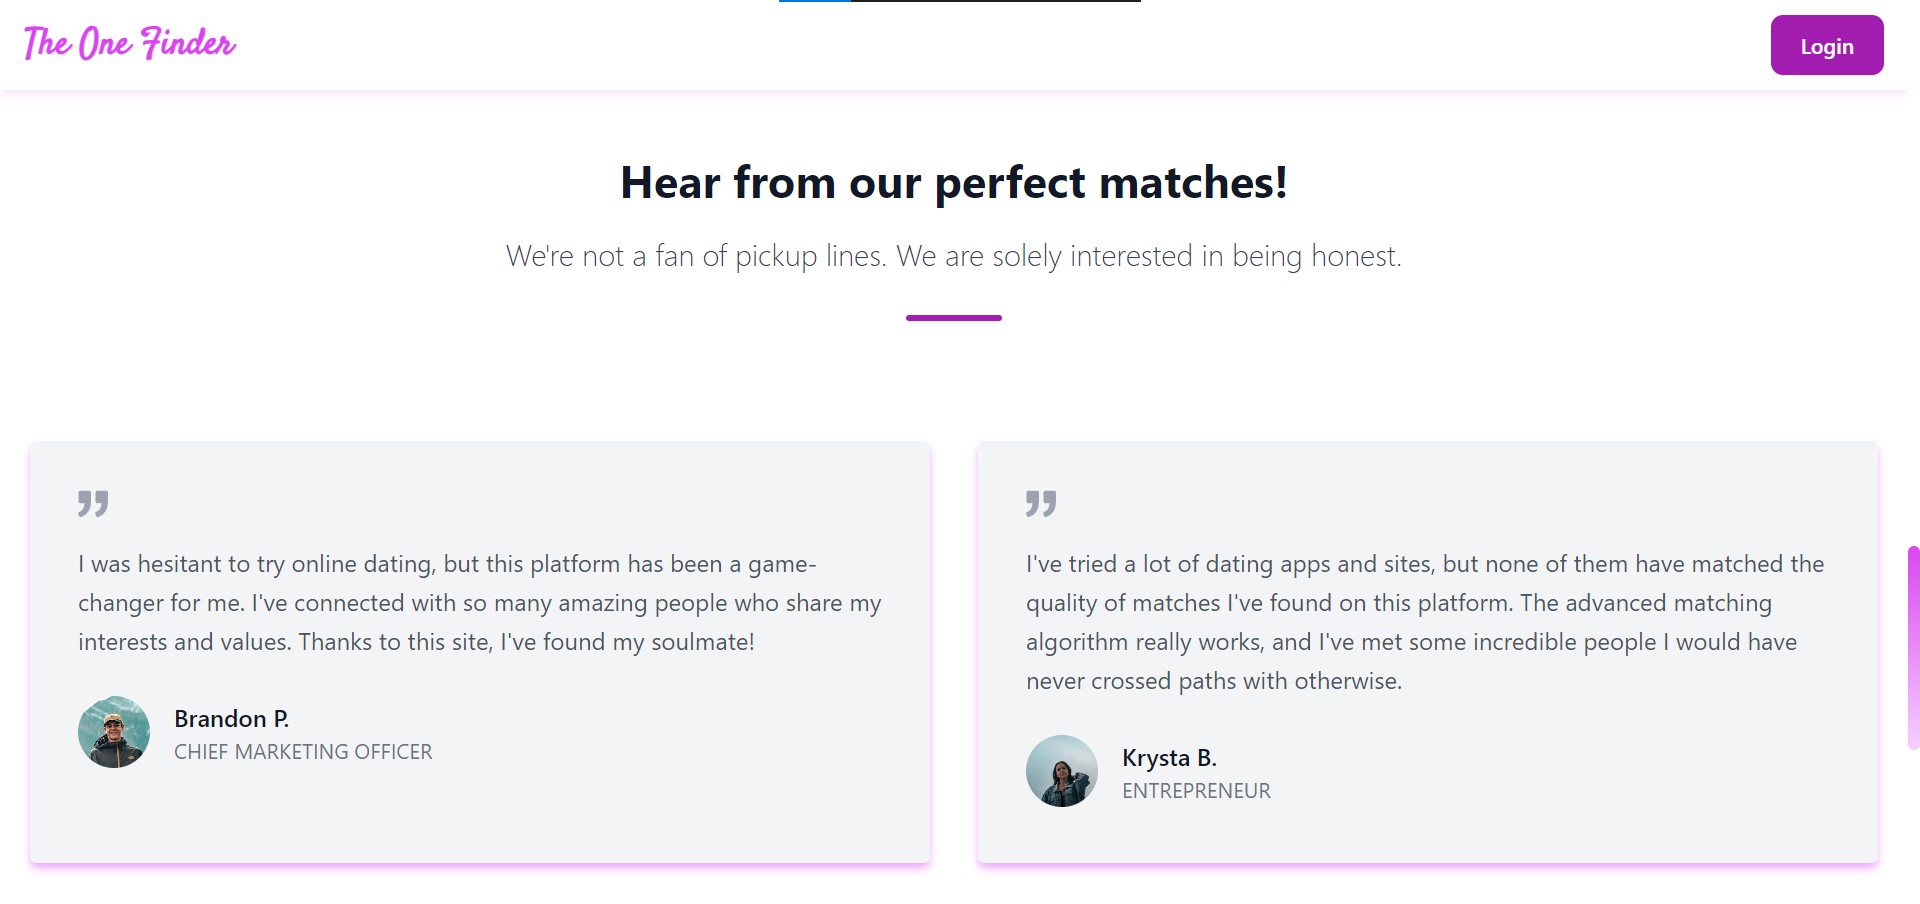 The One Finder
Login
Hear from our perfect matches!
We're not a fan of pickup lines. We are solely interested in being honest.
”
I was hesitant to try online dating, but this platform has been a game-
changer for me. I've connected with so many amazing people who share my
interests and values. Thanks to this site, I've found my soulmate!
Brandon P.
CHIEF MARKETING OFFICER
”
I've tried a lot of dating apps and sites, but none of them have matched the
quality of matches I've found on this platform. The advanced matching
algorithm really works, and I've met some incredible people I would have
never crossed paths with otherwise.
Krysta B.
ENTREPRENEUR